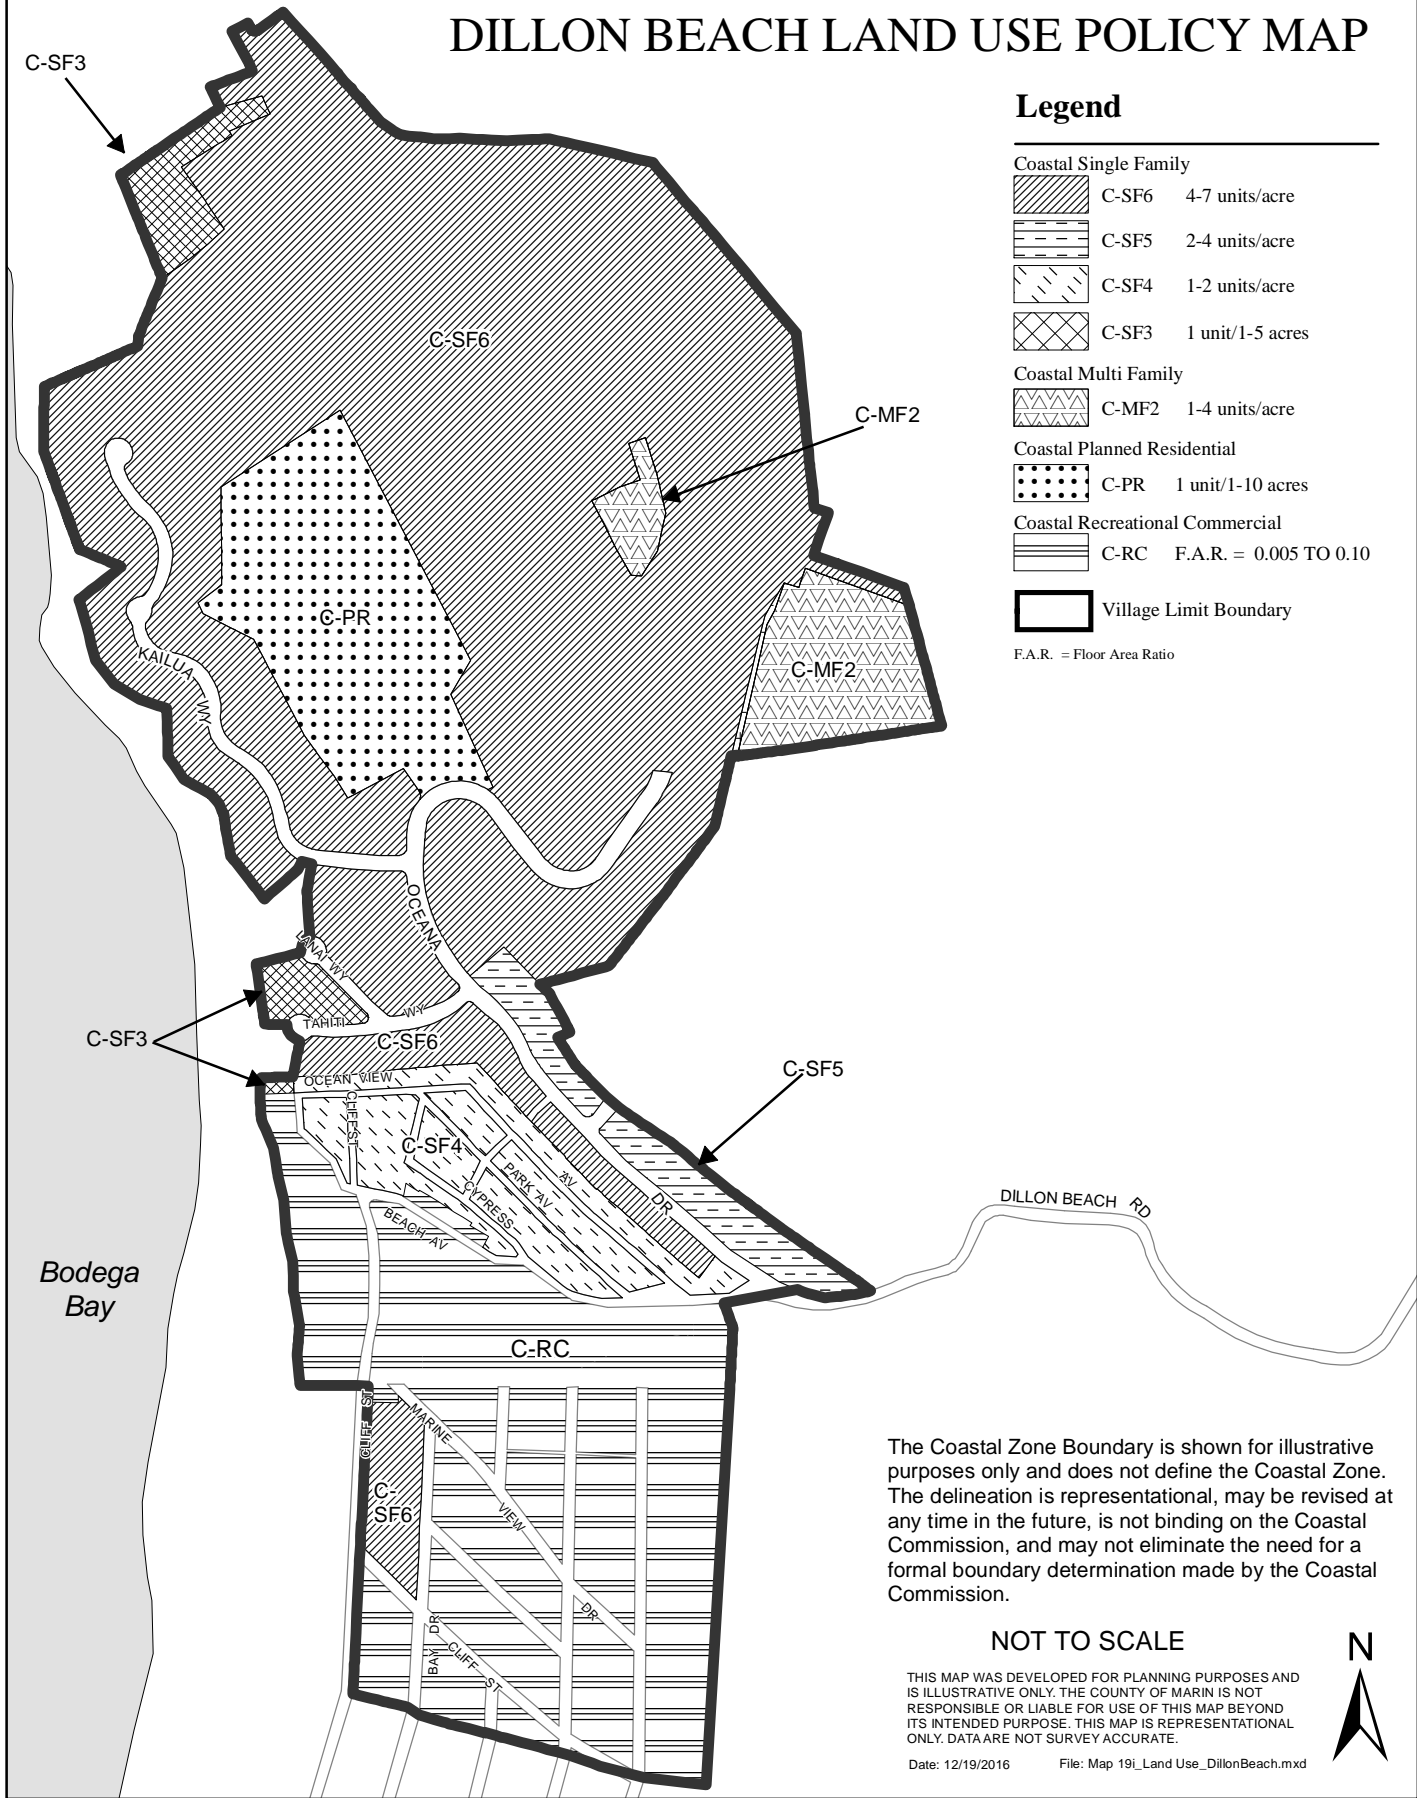 DILLON BEACH LAND USE POLICY MAP
C-SF3
Legend
Coastal Single Family
C-SF6 4-7 units/acre
C-SF5 2-4 units/acre
C-SF4 1-2 units/acre
C-SF3 1 unit/1-5 acres
Coastal Multi Family
C-MF2 1-4 units/acre
Coastal Planned Residential
C-PR 1 unit/1-10 acres
Coastal Recreational Commercial
C-RC F.A.R. = 0.005 TO 0.10
Village Limit Boundary
F.A.R. = Floor Area Ratio
C-SF6
C-MF2
C-PR
C-MF2
KAILUA WY
OCEANA
LANAI WY
TAHITI WY
C-SF3
C-SF6
OCEAN VIEW
CLIFF ST
C-SF4
C-SF5
PARK AV
AV
CYPRESS
DR
BEACH AV
DILLON BEACH RD
Bodega
Bay
C-RC
CLIFF ST
MARINE
C-
SF6
VIEW
DR
BAY DR
CLIFF ST
The Coastal Zone Boundary is shown for illustrative
purposes only and does not define the Coastal Zone.
The delineation is representational, may be revised at
any time in the future, is not binding on the Coastal
Commission, and may not eliminate the need for a
formal boundary determination made by the Coastal
Commission.
NOT TO SCALE
N
THIS MAP WAS DEVELOPED FOR PLANNING PURPOSES AND
IS ILLUSTRATIVE ONLY. THE COUNTY OF MARIN IS NOT
RESPONSIBLE OR LIABLE FOR USE OF THIS MAP BEYOND
ITS INTENDED PURPOSE. THIS MAP IS REPRESENTATIONAL
ONLY. DATA ARE NOT SURVEY ACCURATE.
Date: 12/19/2016 File: Map 19i_Land Use_DillonBeach.mxd